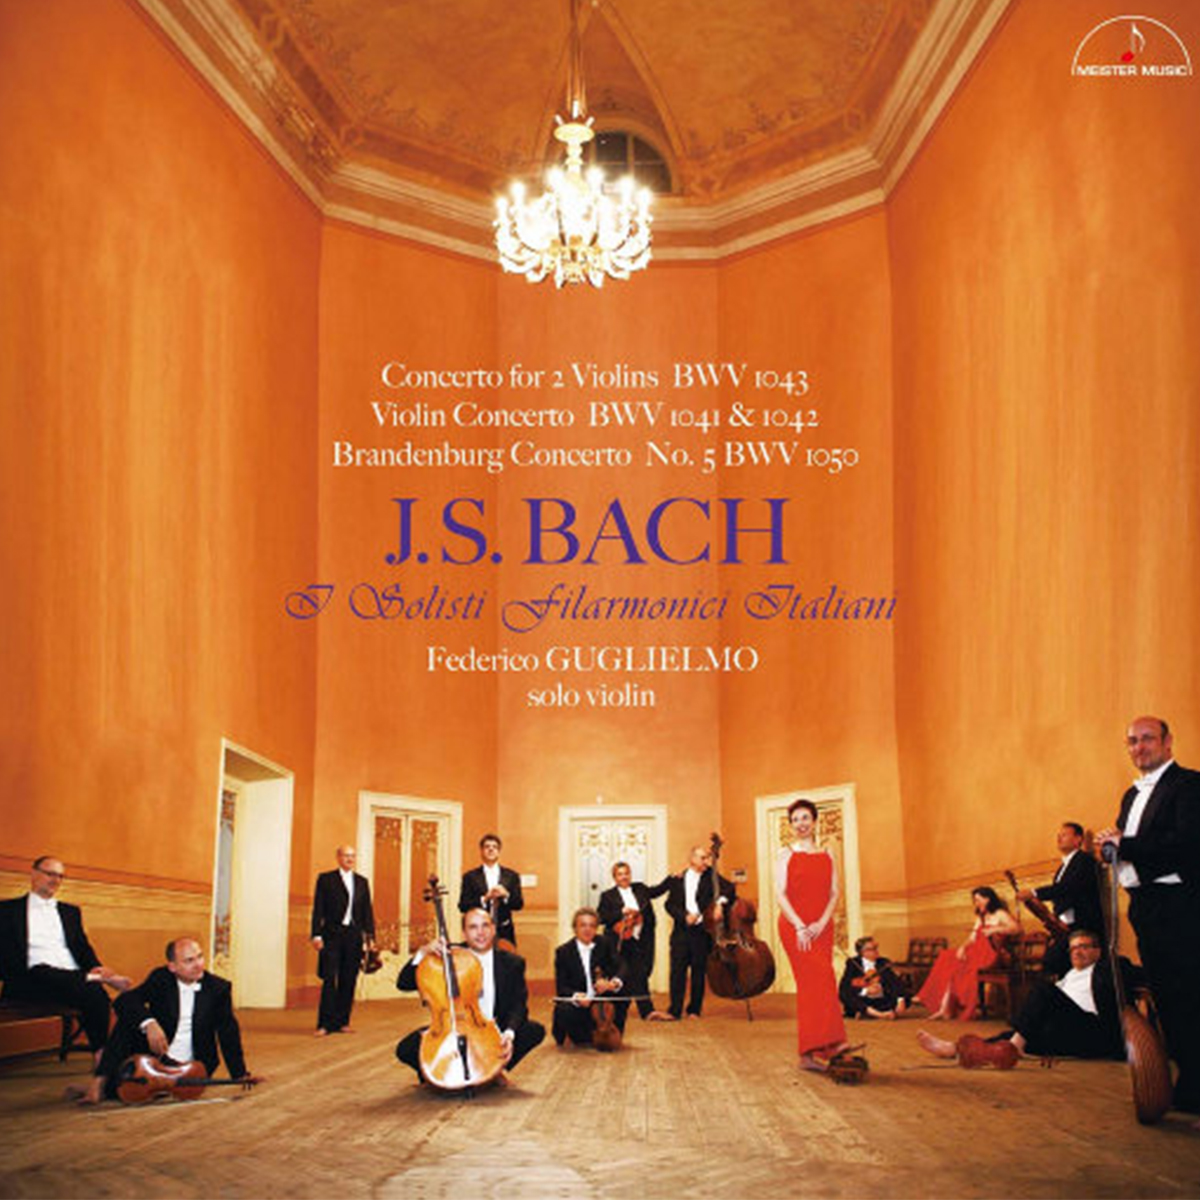 MEISTER MUSIC
Concerto for 2 Violins BWV 1043
Violin Concerto BWV 1041 & 1042
Brandenburg Concerto No. 5 BWV 1050
J. S. BACH
I Solisti Filarmonici Italiani
Federico GUGLIELMO
solo violin